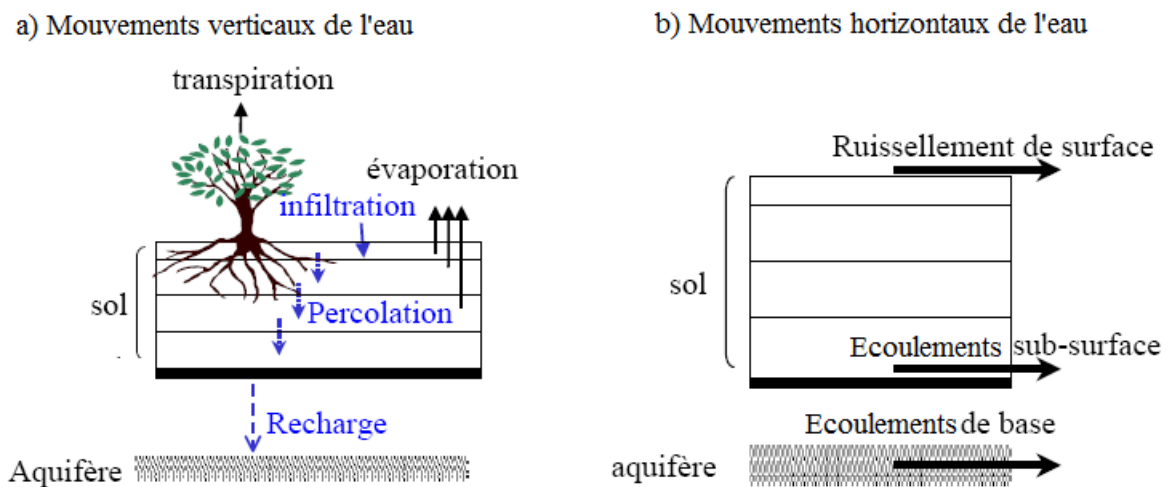 a) Mouvements verticaux de l'eau
transpiration
évaporation
infiltration
sol
Percolation
Recharge
Aquifère
b) Mouvements horizontaux de l'eau
Ruissellement de surface
sol
Ecoulements sub-surface
Ecoulements de base
aquifère